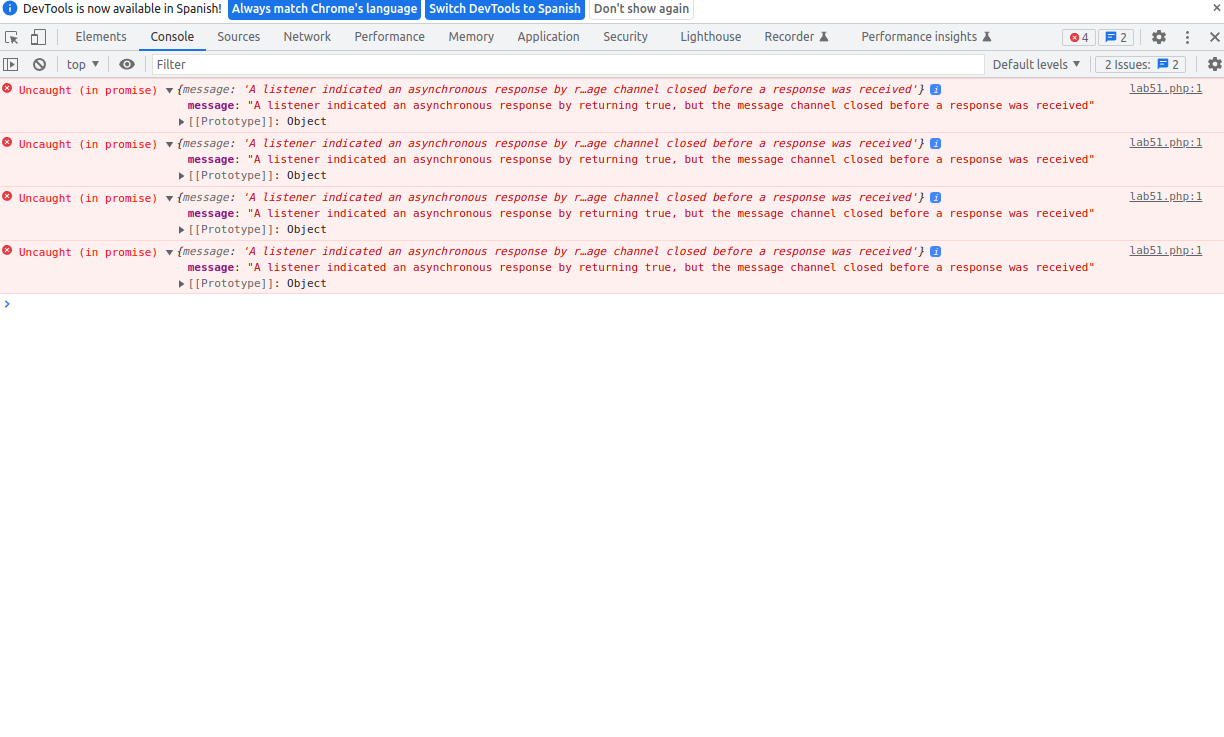 DevTools is now available in Spanish! Always match Chrome's language Switch DevTools to Spanish Don't show again
Elements Console Sources Network Performance Memory Application Security Lighthouse Recorder Performance insights 4 2
top Filter Default levels 2 Issues: 2
Uncaught (in promise) {message: 'A listener indicated an asynchronous response by r…age channel closed before a response was received'} lab51.php:1
message: "A listener indicated an asynchronous response by returning true, but the message channel closed before a response was received"
[[Prototype]]: Object
Uncaught (in promise) {message: 'A listener indicated an asynchronous response by r…age channel closed before a response was received'} lab51.php:1
message: "A listener indicated an asynchronous response by returning true, but the message channel closed before a response was received"
[[Prototype]]: Object
Uncaught (in promise) {message: 'A listener indicated an asynchronous response by r…age channel closed before a response was received'} lab51.php:1
message: "A listener indicated an asynchronous response by returning true, but the message channel closed before a response was received"
[[Prototype]]: Object
Uncaught (in promise) {message: 'A listener indicated an asynchronous response by r…age channel closed before a response was received'} lab51.php:1
message: "A listener indicated an asynchronous response by returning true, but the message channel closed before a response was received"
[[Prototype]]: Object